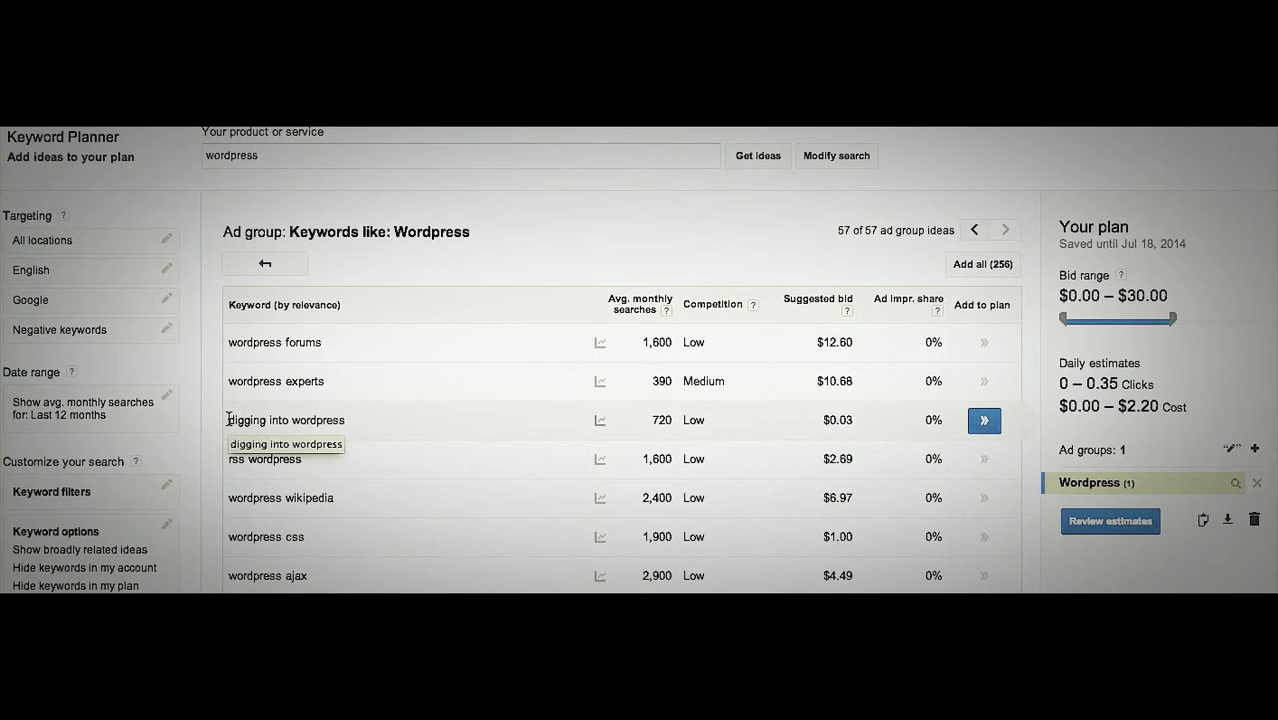 Keyword Planner
Add ideas to your plan
Your product or service
wordpress
Get ideas
Modify search
Targeting ?
All locations
English
Google
Negative keywords
Date range ?
Show avg. monthly searches
for: Last 12 months
Customize your search ?
Keyword filters
Keyword options
Show broadly related ideas
Hide keywords in my account
Hide keywords in my plan
Ad group: Keywords like: Wordpress
57 of 57 ad group ideas
Add all (256)
Keyword (by relevance) Avg. monthly searches ? Competition ? Suggested bid ? Ad impr. share ? Add to plan
wordpress forums 1,600 Low $12.60 0% »
wordpress experts 390 Medium $10.68 0% »
digging into wordpress 720 Low $0.03 0% »
digging into wordpress
rss wordpress 1,600 Low $2.69 0% »
wordpress wikipedia 2,400 Low $6.97 0% »
wordpress css 1,900 Low $1.00 0% »
wordpress ajax 2,900 Low $4.49 0% »
Your plan
Saved until Jul 18, 2014
Bid range ?
$0.00 – $30.00
Daily estimates
0 – 0.35 Clicks
$0.00 – $2.20 Cost
Ad groups: 1
Wordpress (1)
Review estimates